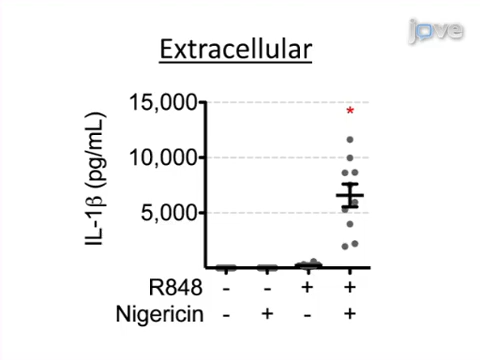 jove
Extracellular
IL-1β (pg/mL)
15,000
*
10,000
5,000
R848 - - + +
Nigericin - + - +